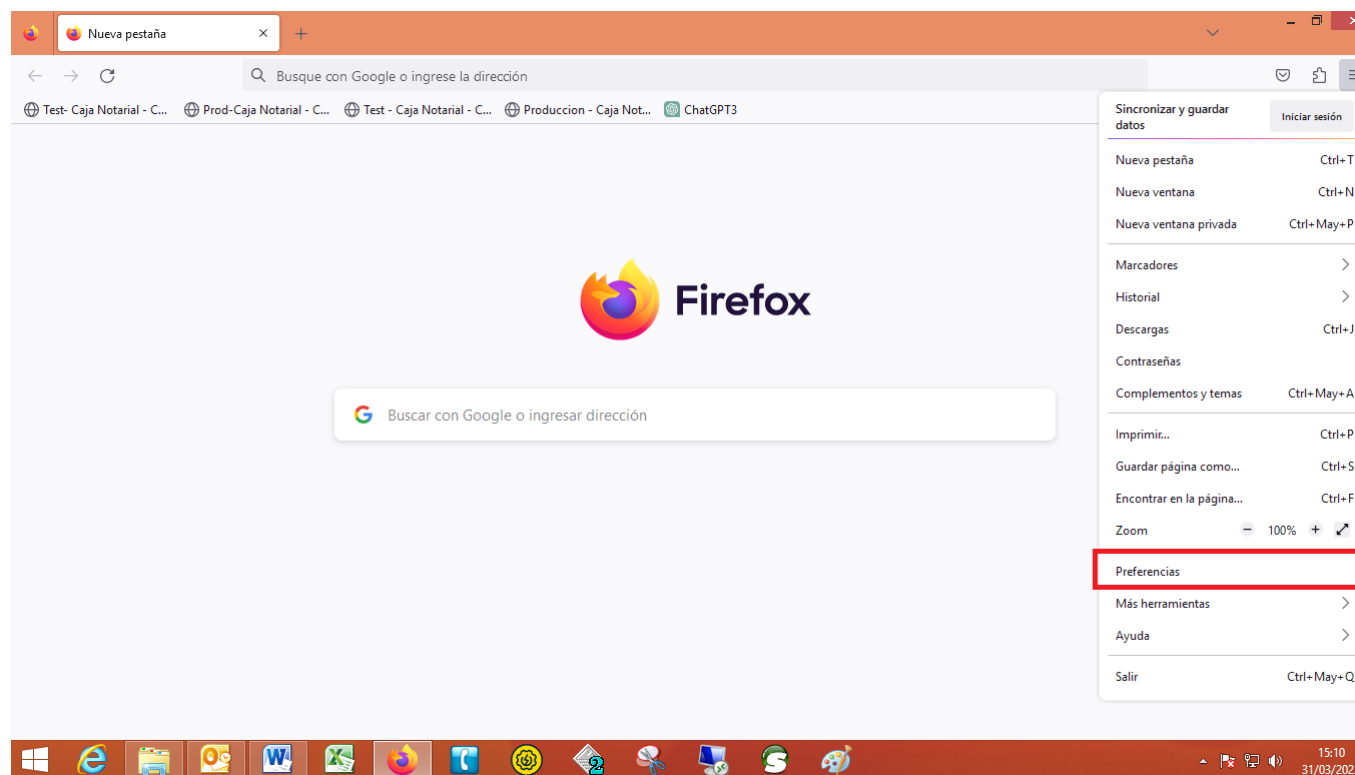 Nueva pestaña
Busque con Google o ingrese la dirección
Test- Caja Notarial - C... Prod-Caja Notarial - C... Test - Caja Notarial - C... Produccion - Caja Not... ChatGPT3
Sincronizar y guardar
datos
Iniciar sesión
Nueva pestaña Ctrl+T
Nueva ventana Ctrl+N
Nueva ventana privada Ctrl+May+P
Marcadores
Historial
Descargas Ctrl+J
Contraseñas
Complementos y temas Ctrl+May+A
Imprimir... Ctrl+P
Guardar página como... Ctrl+S
Encontrar en la página... Ctrl+F
Zoom − 100% +
Preferencias
Más herramientas
Ayuda
Salir Ctrl+May+Q
Firefox
Buscar con Google o ingresar dirección
15:10
31/03/202